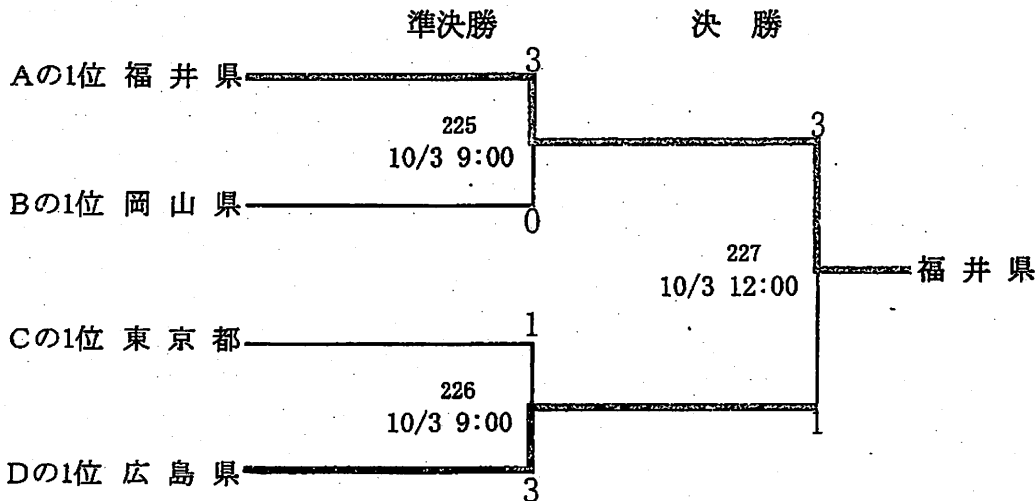 準決勝 決勝
3
Aの1位 福井県
225
10/3 9:00
3
Bの1位 岡山県
0
227
10/3 12:00
福井県
1
Cの1位 東京都
226
10/3 9:00
1
Dの1位 広島県
3